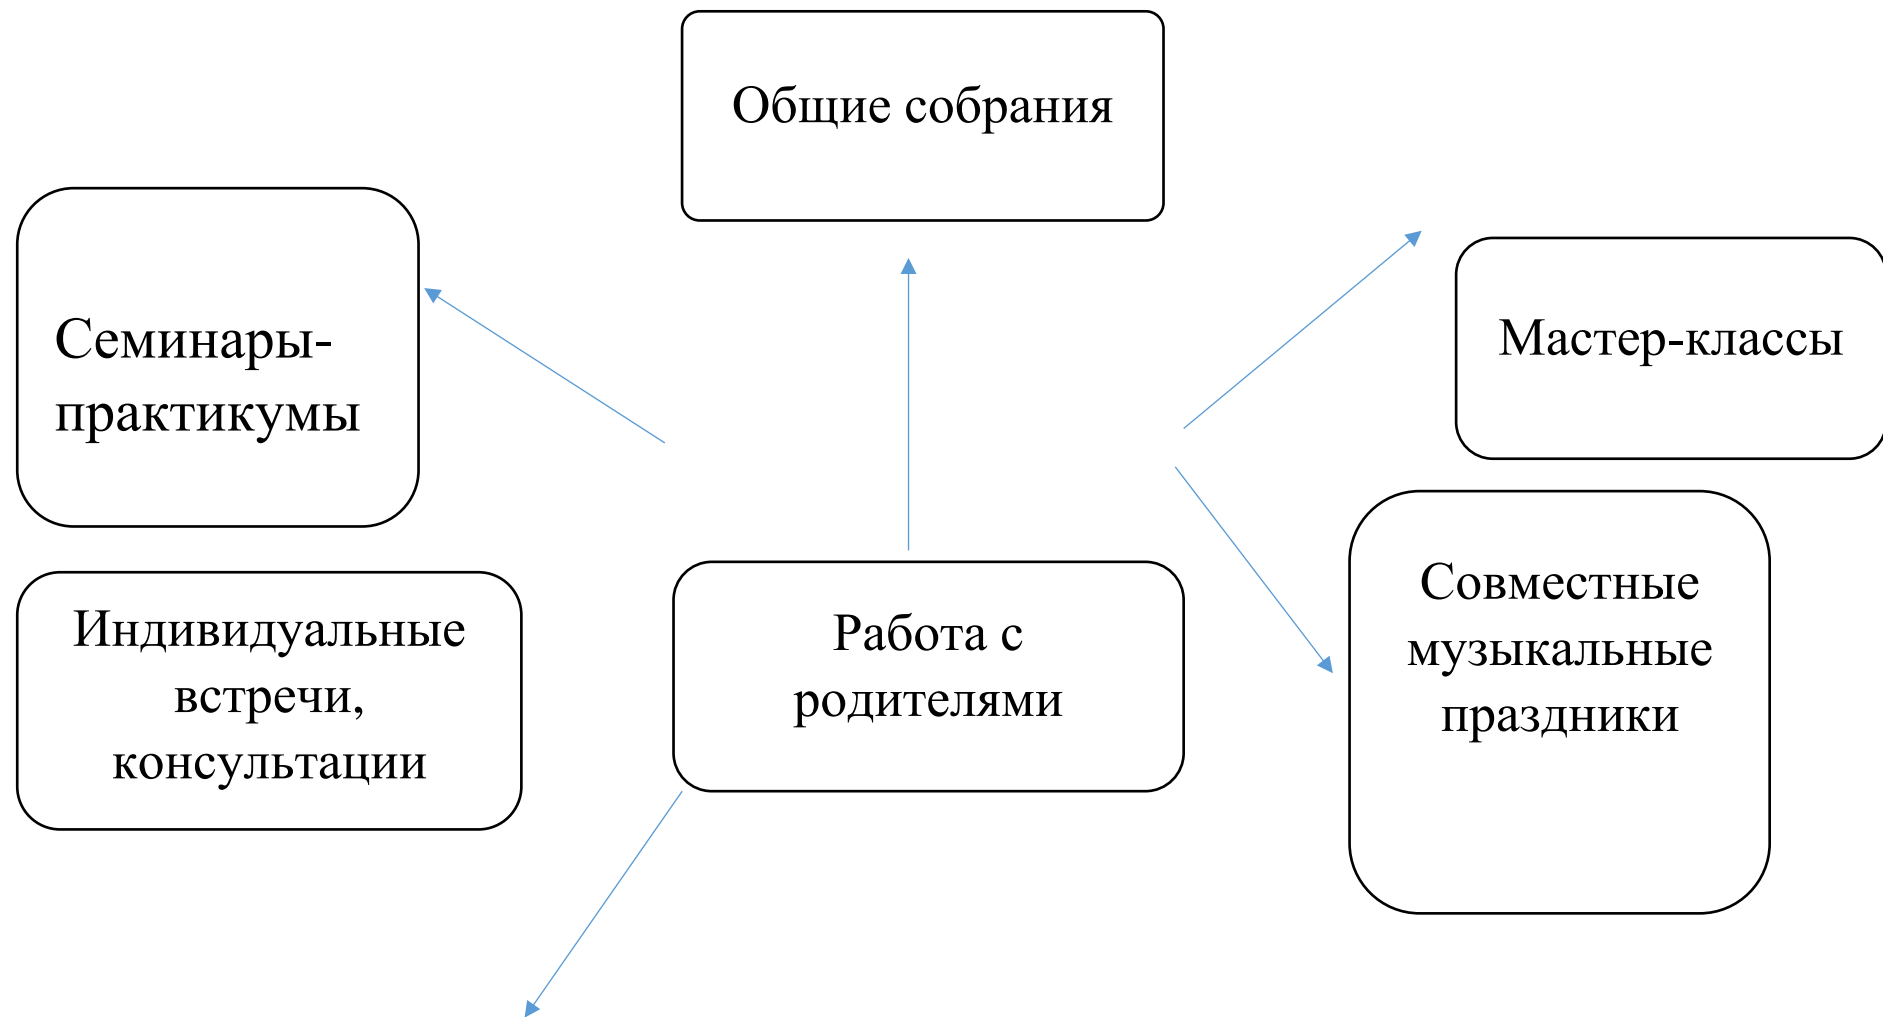 Общие собрания
Семинары-
практикумы
Мастер-классы
Индивидуальные
встречи,
консультации
Работа с
родителями
Совместные
музыкальные
праздники